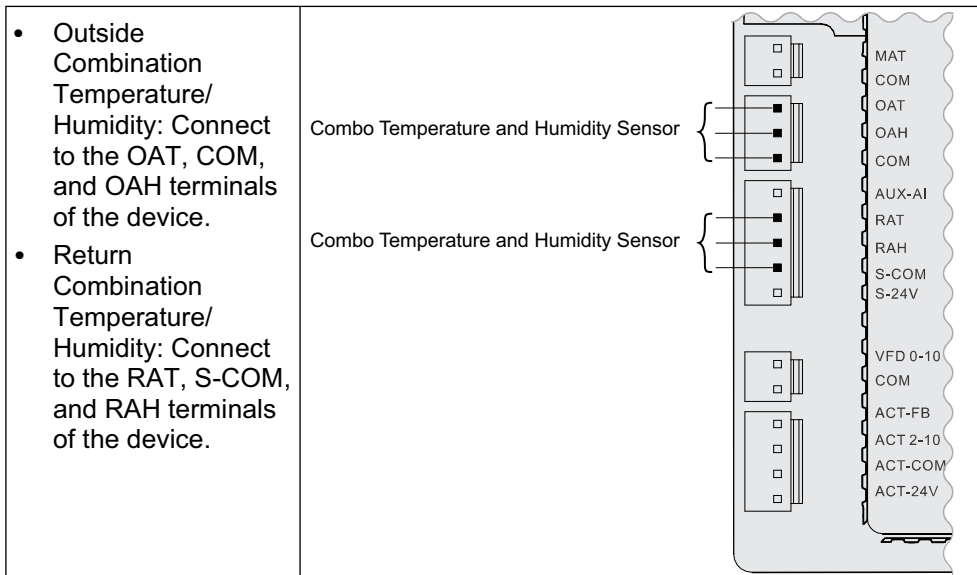 • Outside
Combination
Temperature/
Humidity: Connect
to the OAT, COM,
and OAH terminals
of the device.
• Return
Combination
Temperature/
Humidity: Connect
to the RAT, S-COM,
and RAH terminals
of the device.
Combo Temperature and Humidity Sensor
Combo Temperature and Humidity Sensor
MAT
COM
OAT
OAH
COM
AUX-AI
RAT
RAH
S-COM
S-24V
VFD 0-10
COM
ACT-FB
ACT 2-10
ACT-COM
ACT-24V